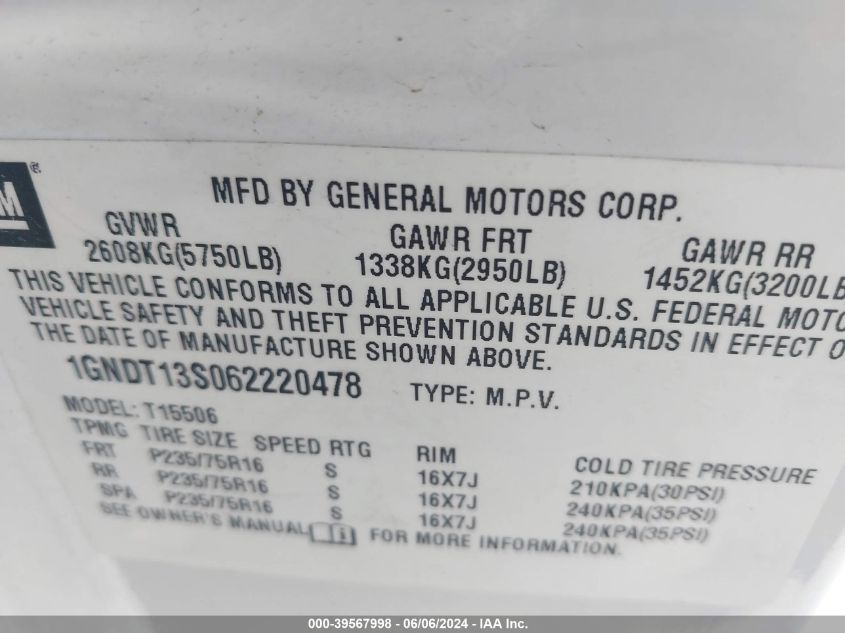 M ®
MFD BY GENERAL MOTORS CORP.
GVWR GAWR FRT GAWR RR
2608KG(5750LB) 1338KG(2950LB) 1452KG(3200LB
THIS VEHICLE CONFORMS TO ALL APPLICABLE U.S. FEDERAL MOTO
VEHICLE SAFETY AND THEFT PREVENTION STANDARDS IN EFFECT O
THE DATE OF MANUFACTURE SHOWN ABOVE.
1GNDT13S062220478 TYPE: M.P.V.
MODEL: T15506
TPMG TIRE SIZE SPEED RTG RIM COLD TIRE PRESSURE
FRT P235/75R16 S 16X7J 210KPA(30PSI)
RR P235/75R16 S 16X7J 240KPA(35PSI)
SPA P235/75R16 S 16X7J 240KPA(35PSI)
SEE OWNER'S MANUAL FOR MORE INFORMATION.
000-39567998 - 06/06/2024 - IAA Inc.